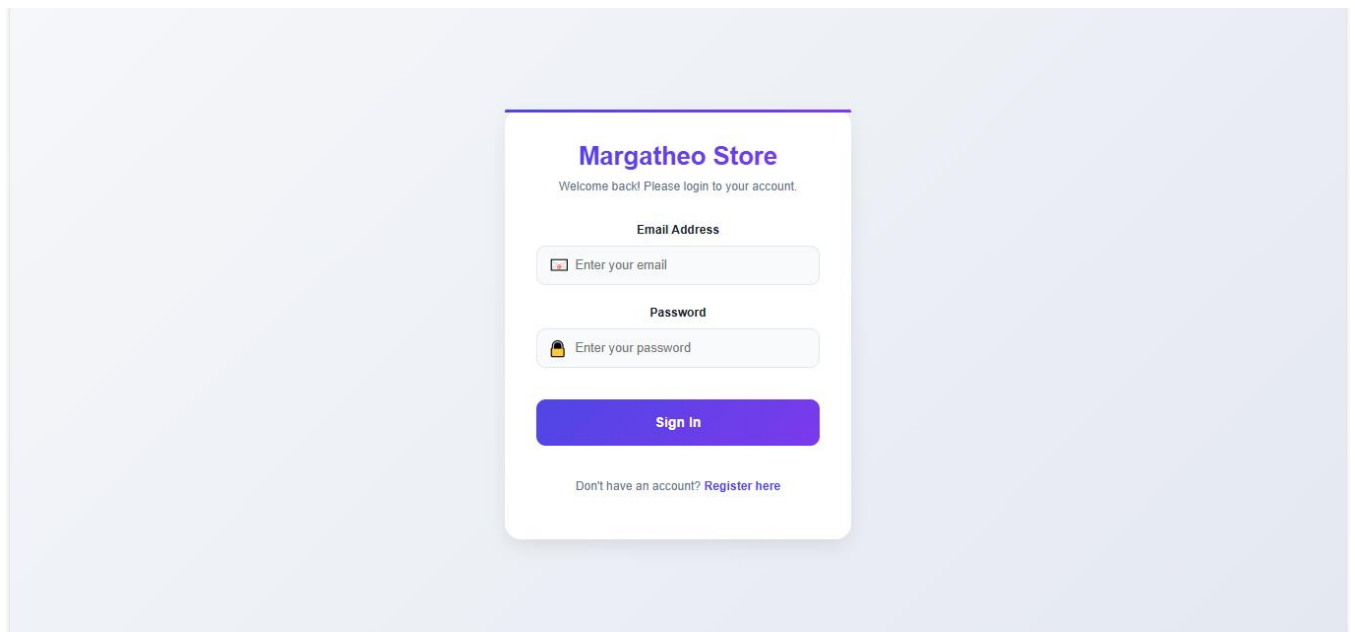 Margatheo Store
Welcome back! Please login to your account.
Email Address
Enter your email
Password
Enter your password
Sign In
Don't have an account? Register here